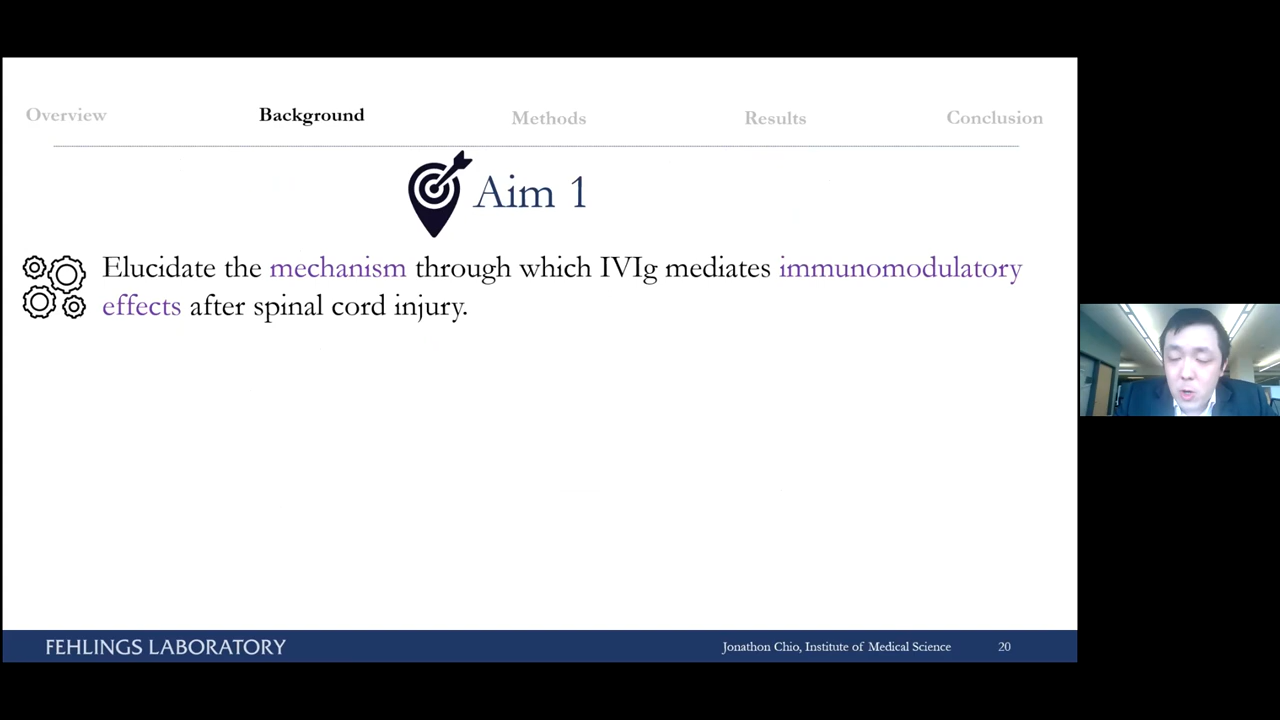 Overview Background Methods Results Conclusion
Aim 1
Elucidate the mechanism through which IVIg mediates immunomodulatory
effects after spinal cord injury.
FEHLINGS LABORATORY Jonathon Chio, Institute of Medical Science 20